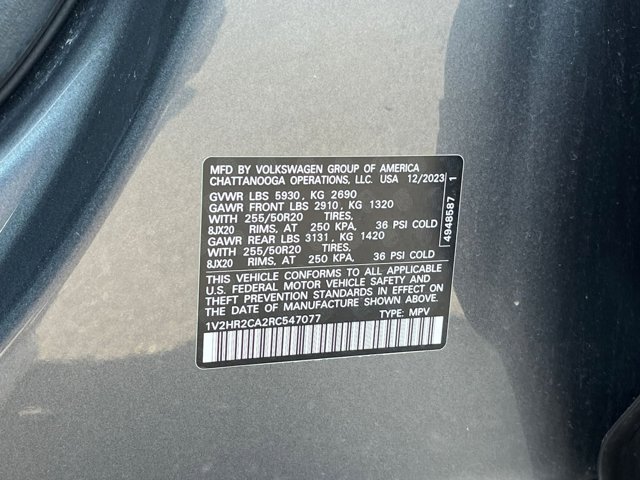 MFD BY VOLKSWAGEN GROUP OF AMERICA
CHATTANOOGA OPERATIONS, LLC. USA 12/2023
GVWR LBS 5930 , KG 2690
GAWR FRONT LBS 2910 , KG 1320
WITH 255/50R20 TIRES,
8JX20 RIMS, AT 250 KPA, 36 PSI COLD
GAWR REAR LBS 3131 , KG 1420
WITH 255/50R20 TIRES,
8JX20 RIMS, AT 250 KPA, 36 PSI COLD
THIS VEHICLE CONFORMS TO ALL APPLICABLE
U.S. FEDERAL MOTOR VEHICLE SAFETY AND
THEFT PREVENTION STANDARDS IN EFFECT ON
THE DATE OF MANUFACTURE SHOWN ABOVE.
1V2HR2CA2RC547077 TYPE: MPV
4948587 1